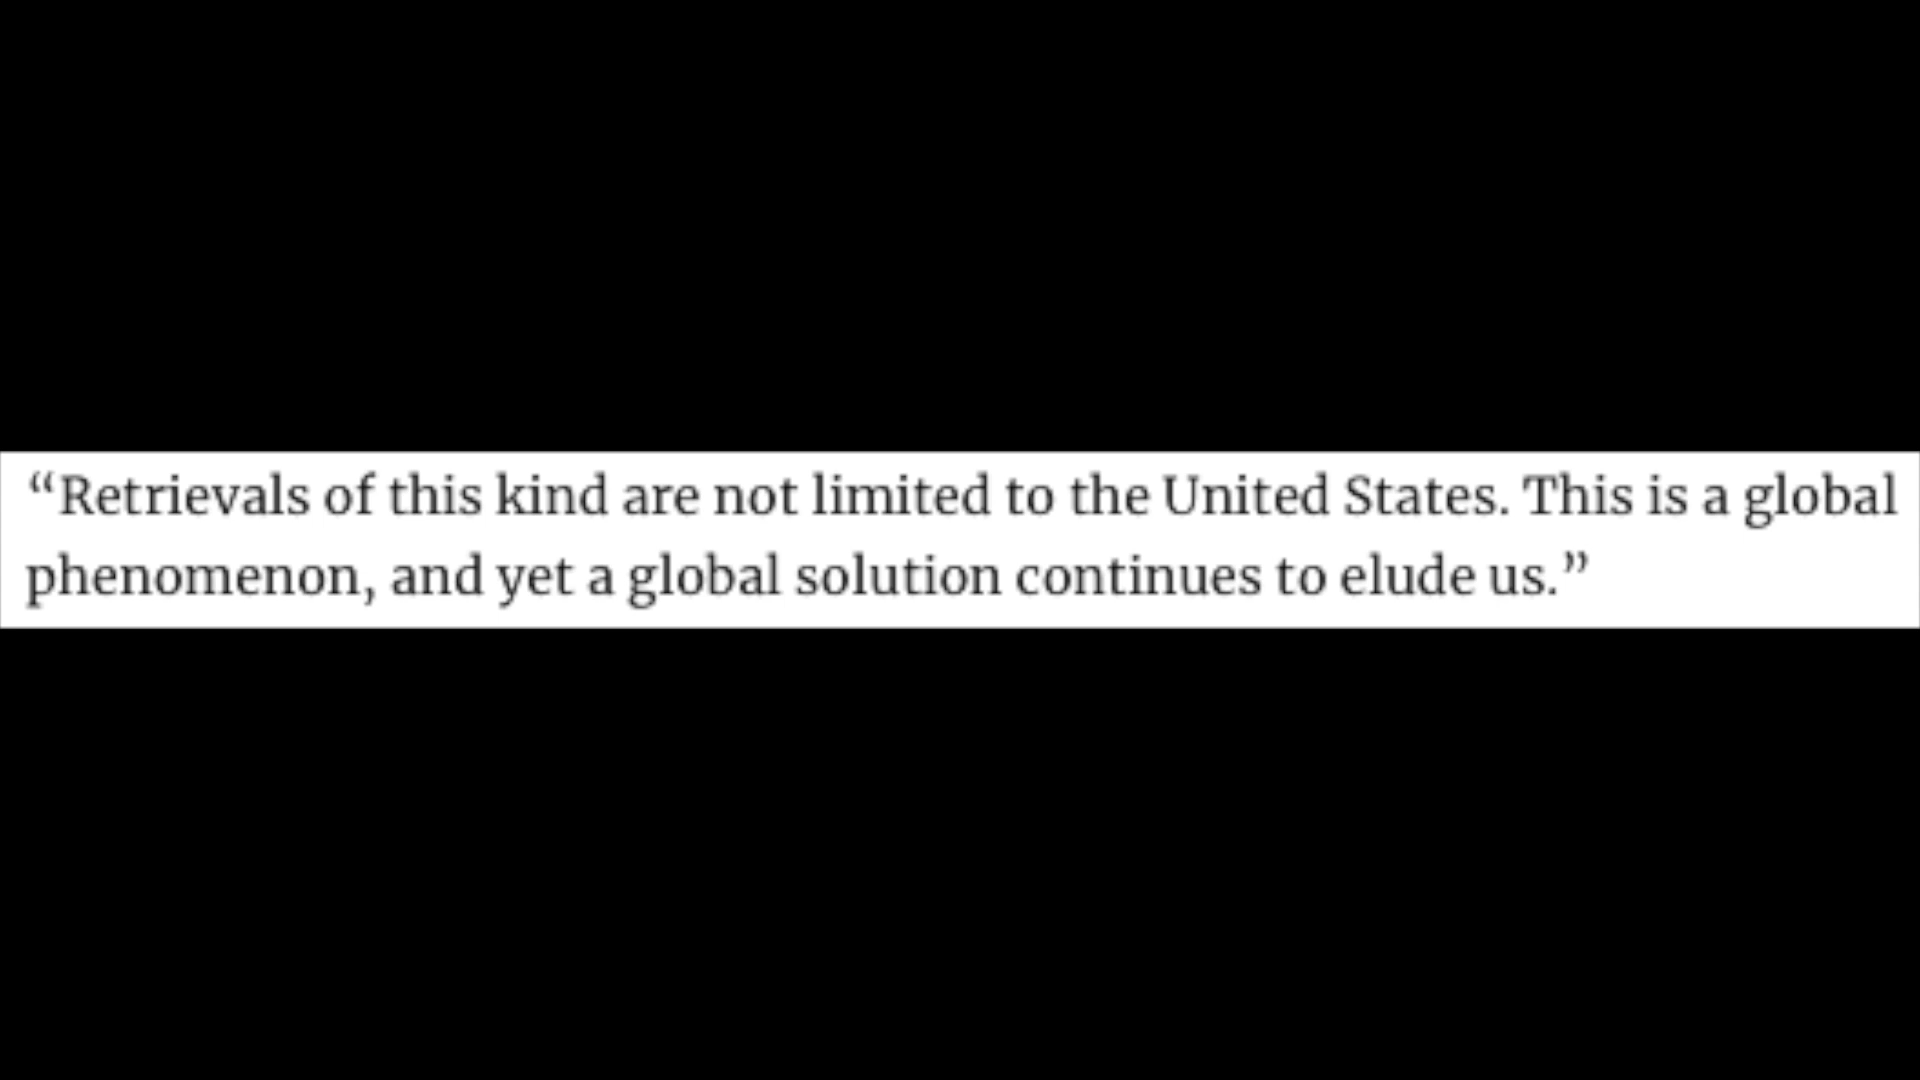 “Retrievals of this kind are not limited to the United States. This is a global
phenomenon, and yet a global solution continues to elude us.”